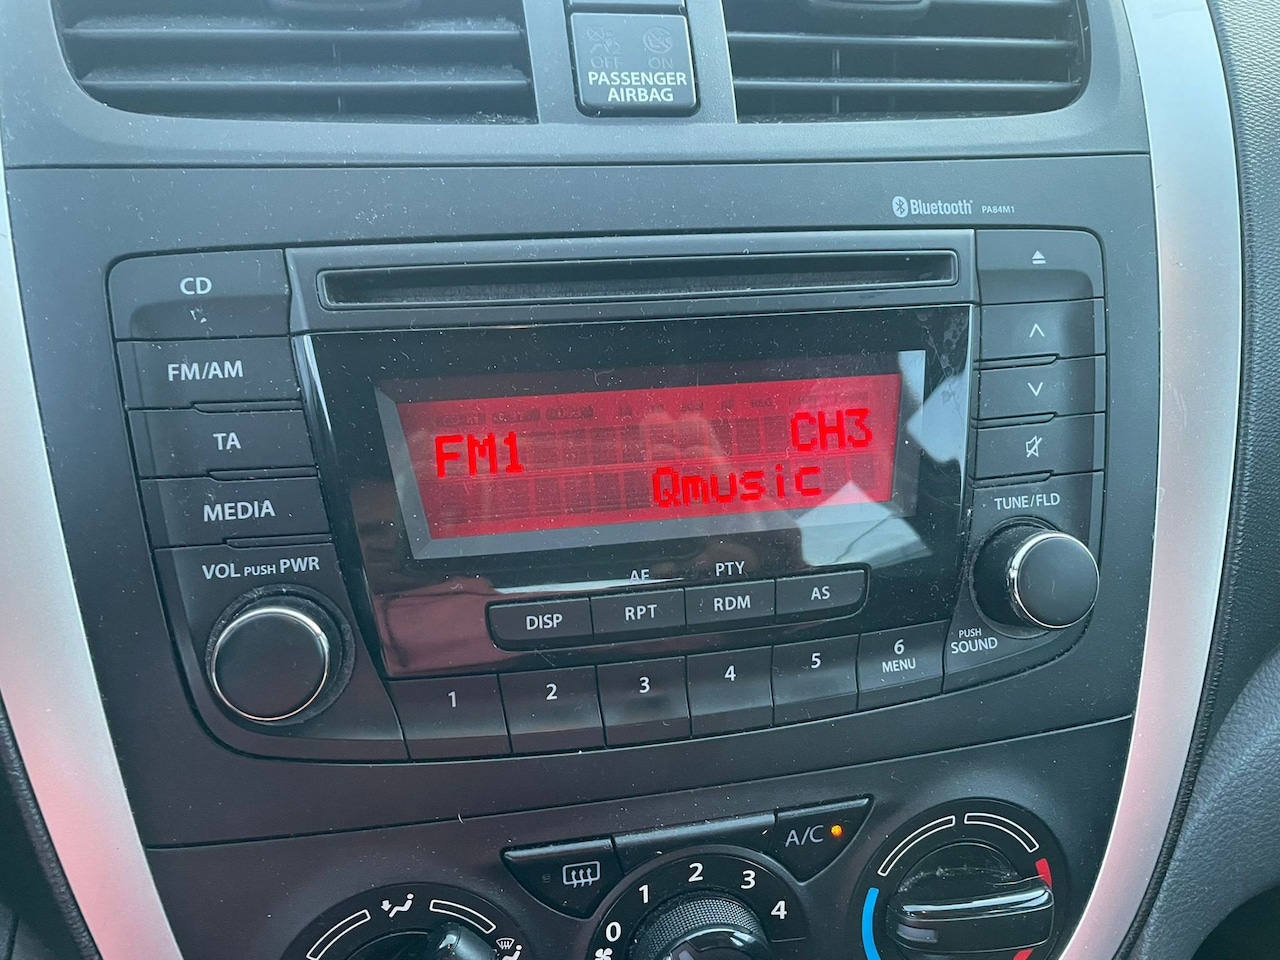 OFF ON
PASSENGER
AIRBAG
Bluetooth PA84M1
CD
FM/AM
TA
MEDIA
VOL PUSH PWR
FM1 CH3
Qmusic
TUNE/FLD
AF PTY
DISP RPT RDM AS
PUSH
SOUND
1 2 3 4 5 6
MENU
A/C
0 1 2 3 4